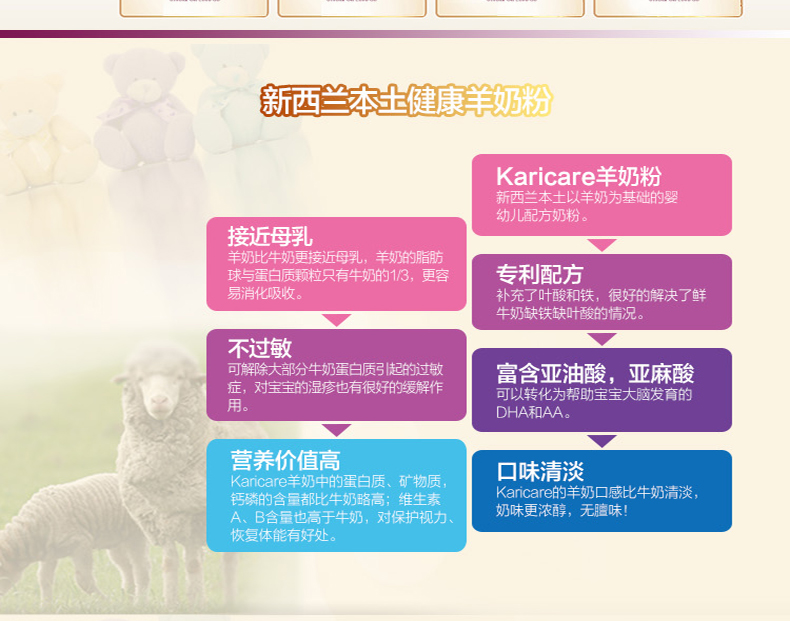 新西兰本土健康羊奶粉
接近母乳
羊奶比牛奶更接近母乳，羊奶的脂肪
球与蛋白质颗粒只有牛奶的1/3，更容
易消化吸收。
不过敏
可解除大部分牛奶蛋白质引起的过敏
症，对宝宝的湿疹也有很好的缓解作
用。
营养价值高
Karicare羊奶中的蛋白质、矿物质，
钙磷的含量都比牛奶略高；维生素
A、B含量也高于牛奶，对保护视力、
恢复体能有好处。
Karicare羊奶粉
新西兰本土以羊奶为基础的婴
幼儿配方奶粉。
专利配方
补充了叶酸和铁，很好的解决了鲜
牛奶缺铁缺叶酸的情况。
富含亚油酸，亚麻酸
可以转化为帮助宝宝大脑发育的
DHA和AA。
口味清淡
Karicare的羊奶口感比牛奶清淡，
奶味更浓醇，无膻味！